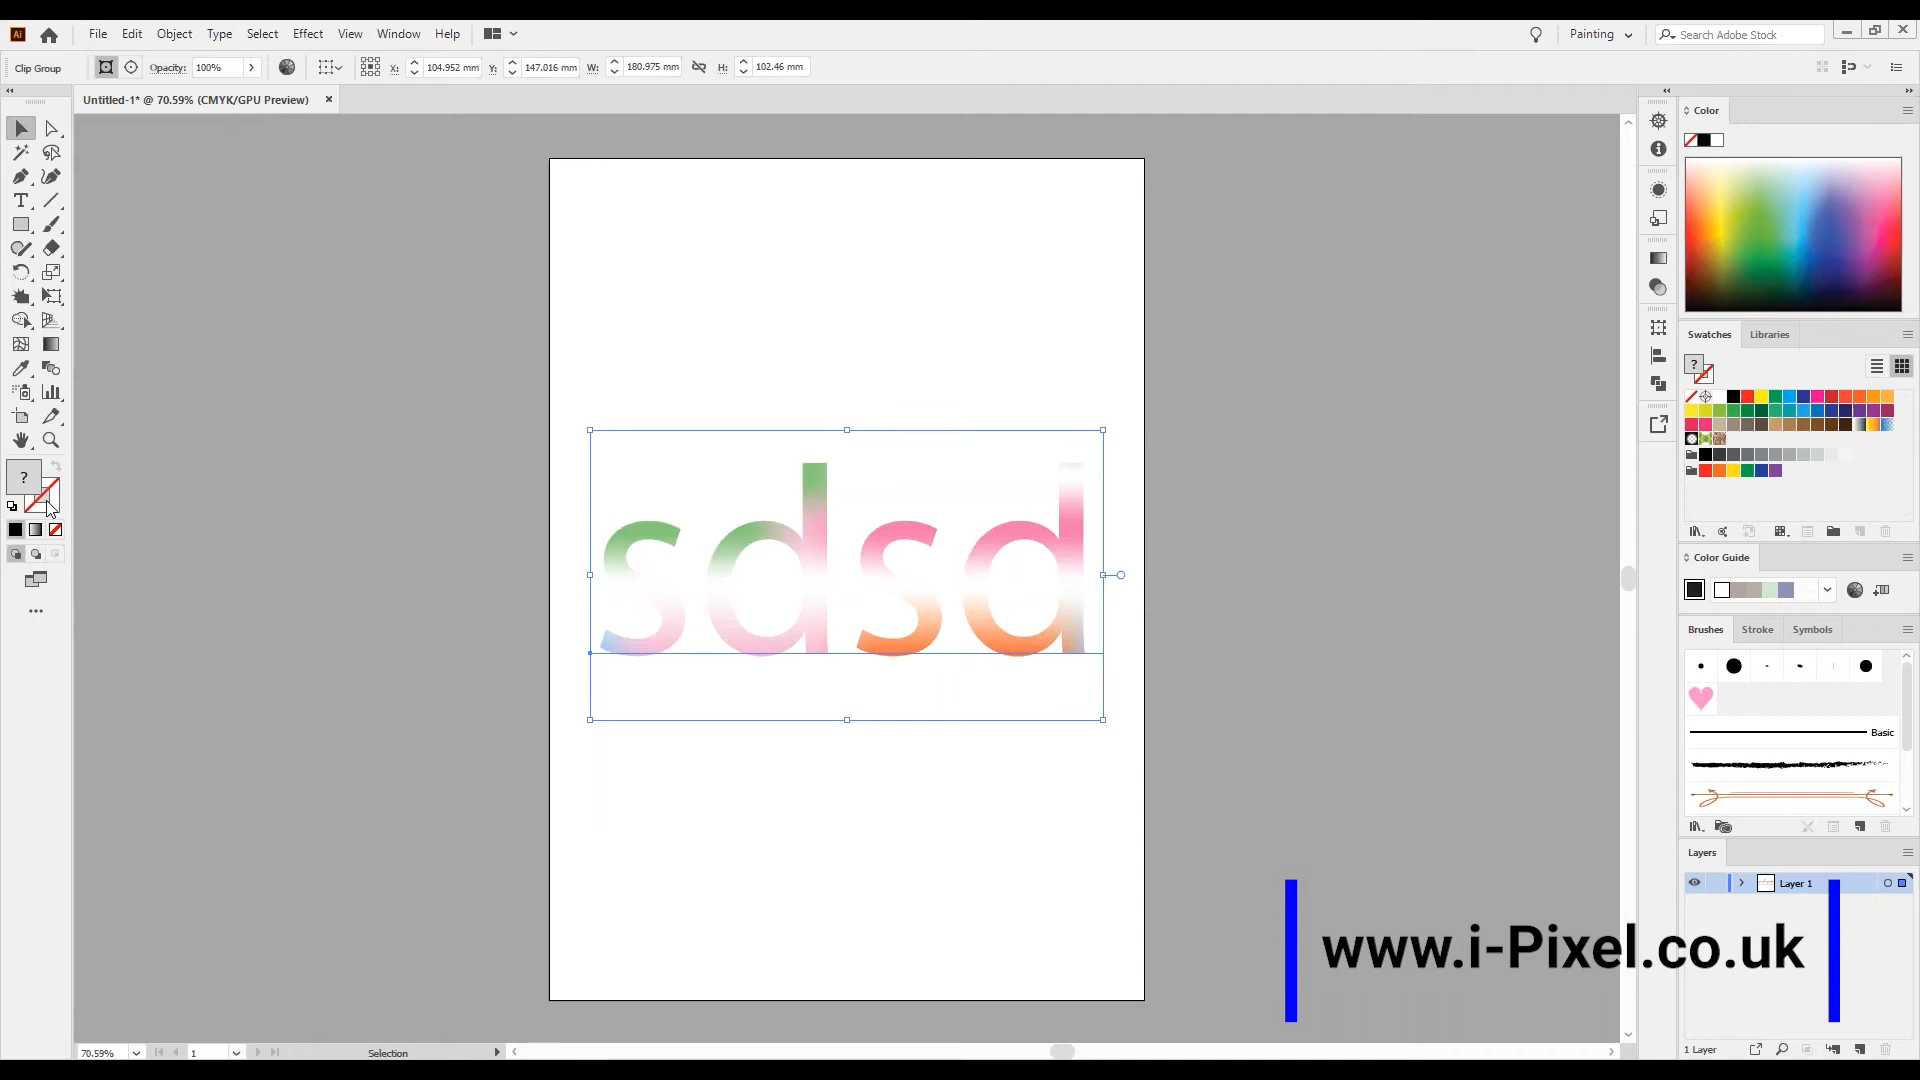 Ai File Edit Object Type Select Effect View Window Help Painting Search Adobe Stock
Clip Group Opacity: 100% X: 104.952 mm Y: 147.016 mm W: 180.975 mm H: 102.46 mm
Untitled-1* @ 70.59% (CMYK/GPU Preview)
Color
Swatches Libraries
?
?
sdsd
Color Guide
Brushes Stroke Symbols
Basic
Layers
Layer 1
www.i-Pixel.co.uk
70.59% 1 Selection
1 Layer